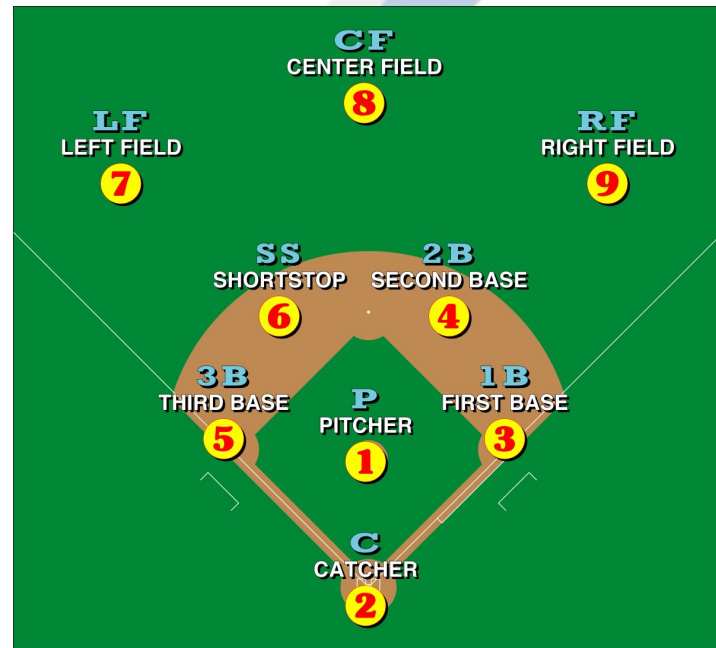 CF
CENTER FIELD
8
LF
LEFT FIELD
7
RF
RIGHT FIELD
9
SS
SHORTSTOP
6
2B
SECOND BASE
4
3B
THIRD BASE
5
1B
FIRST BASE
3
P
PITCHER
1
C
CATCHER
2